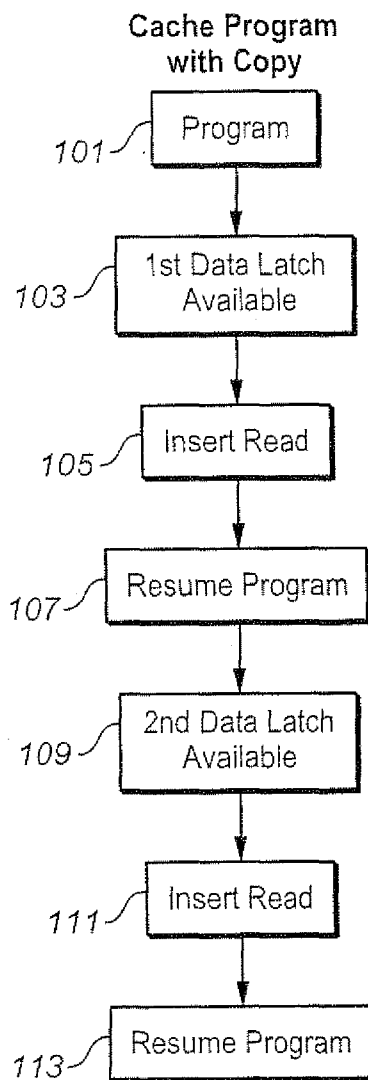 Cache Program
with Copy
101
Program
103
1st Data Latch
Available
105
Insert Read
107
Resume Program
109
2nd Data Latch
Available
111
Insert Read
113
Resume Program